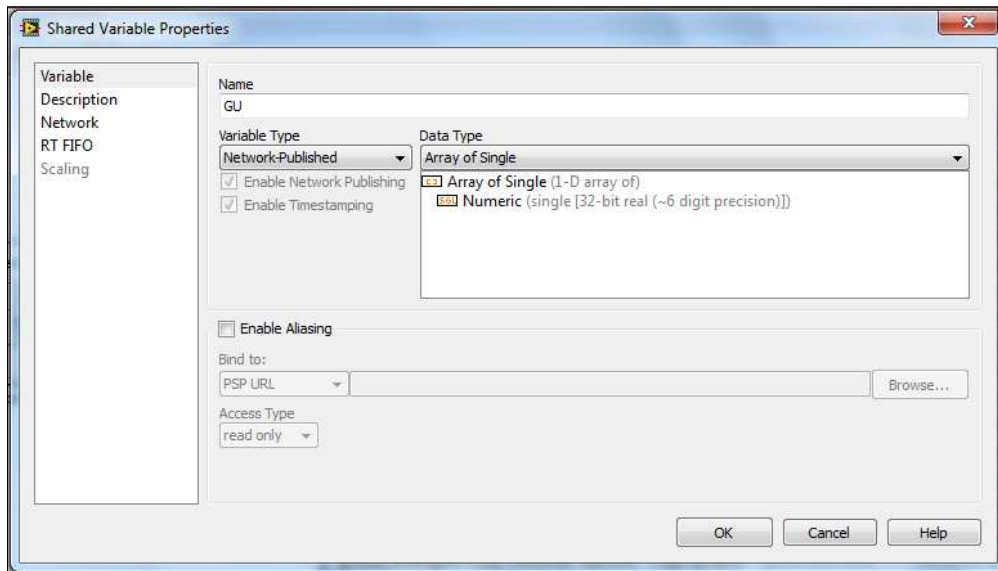 Shared Variable Properties
Variable
Description
Network
RT FIFO
Scaling
Name
GU
Variable Type
Network-Published
Enable Network Publishing
Enable Timestamping
Data Type
Array of Single
Array of Single (1-D array of)
Numeric (single [32-bit real (~6 digit precision)])
Enable Aliasing
Bind to:
PSP URL
Browse...
Access Type
read only
OK
Cancel
Help